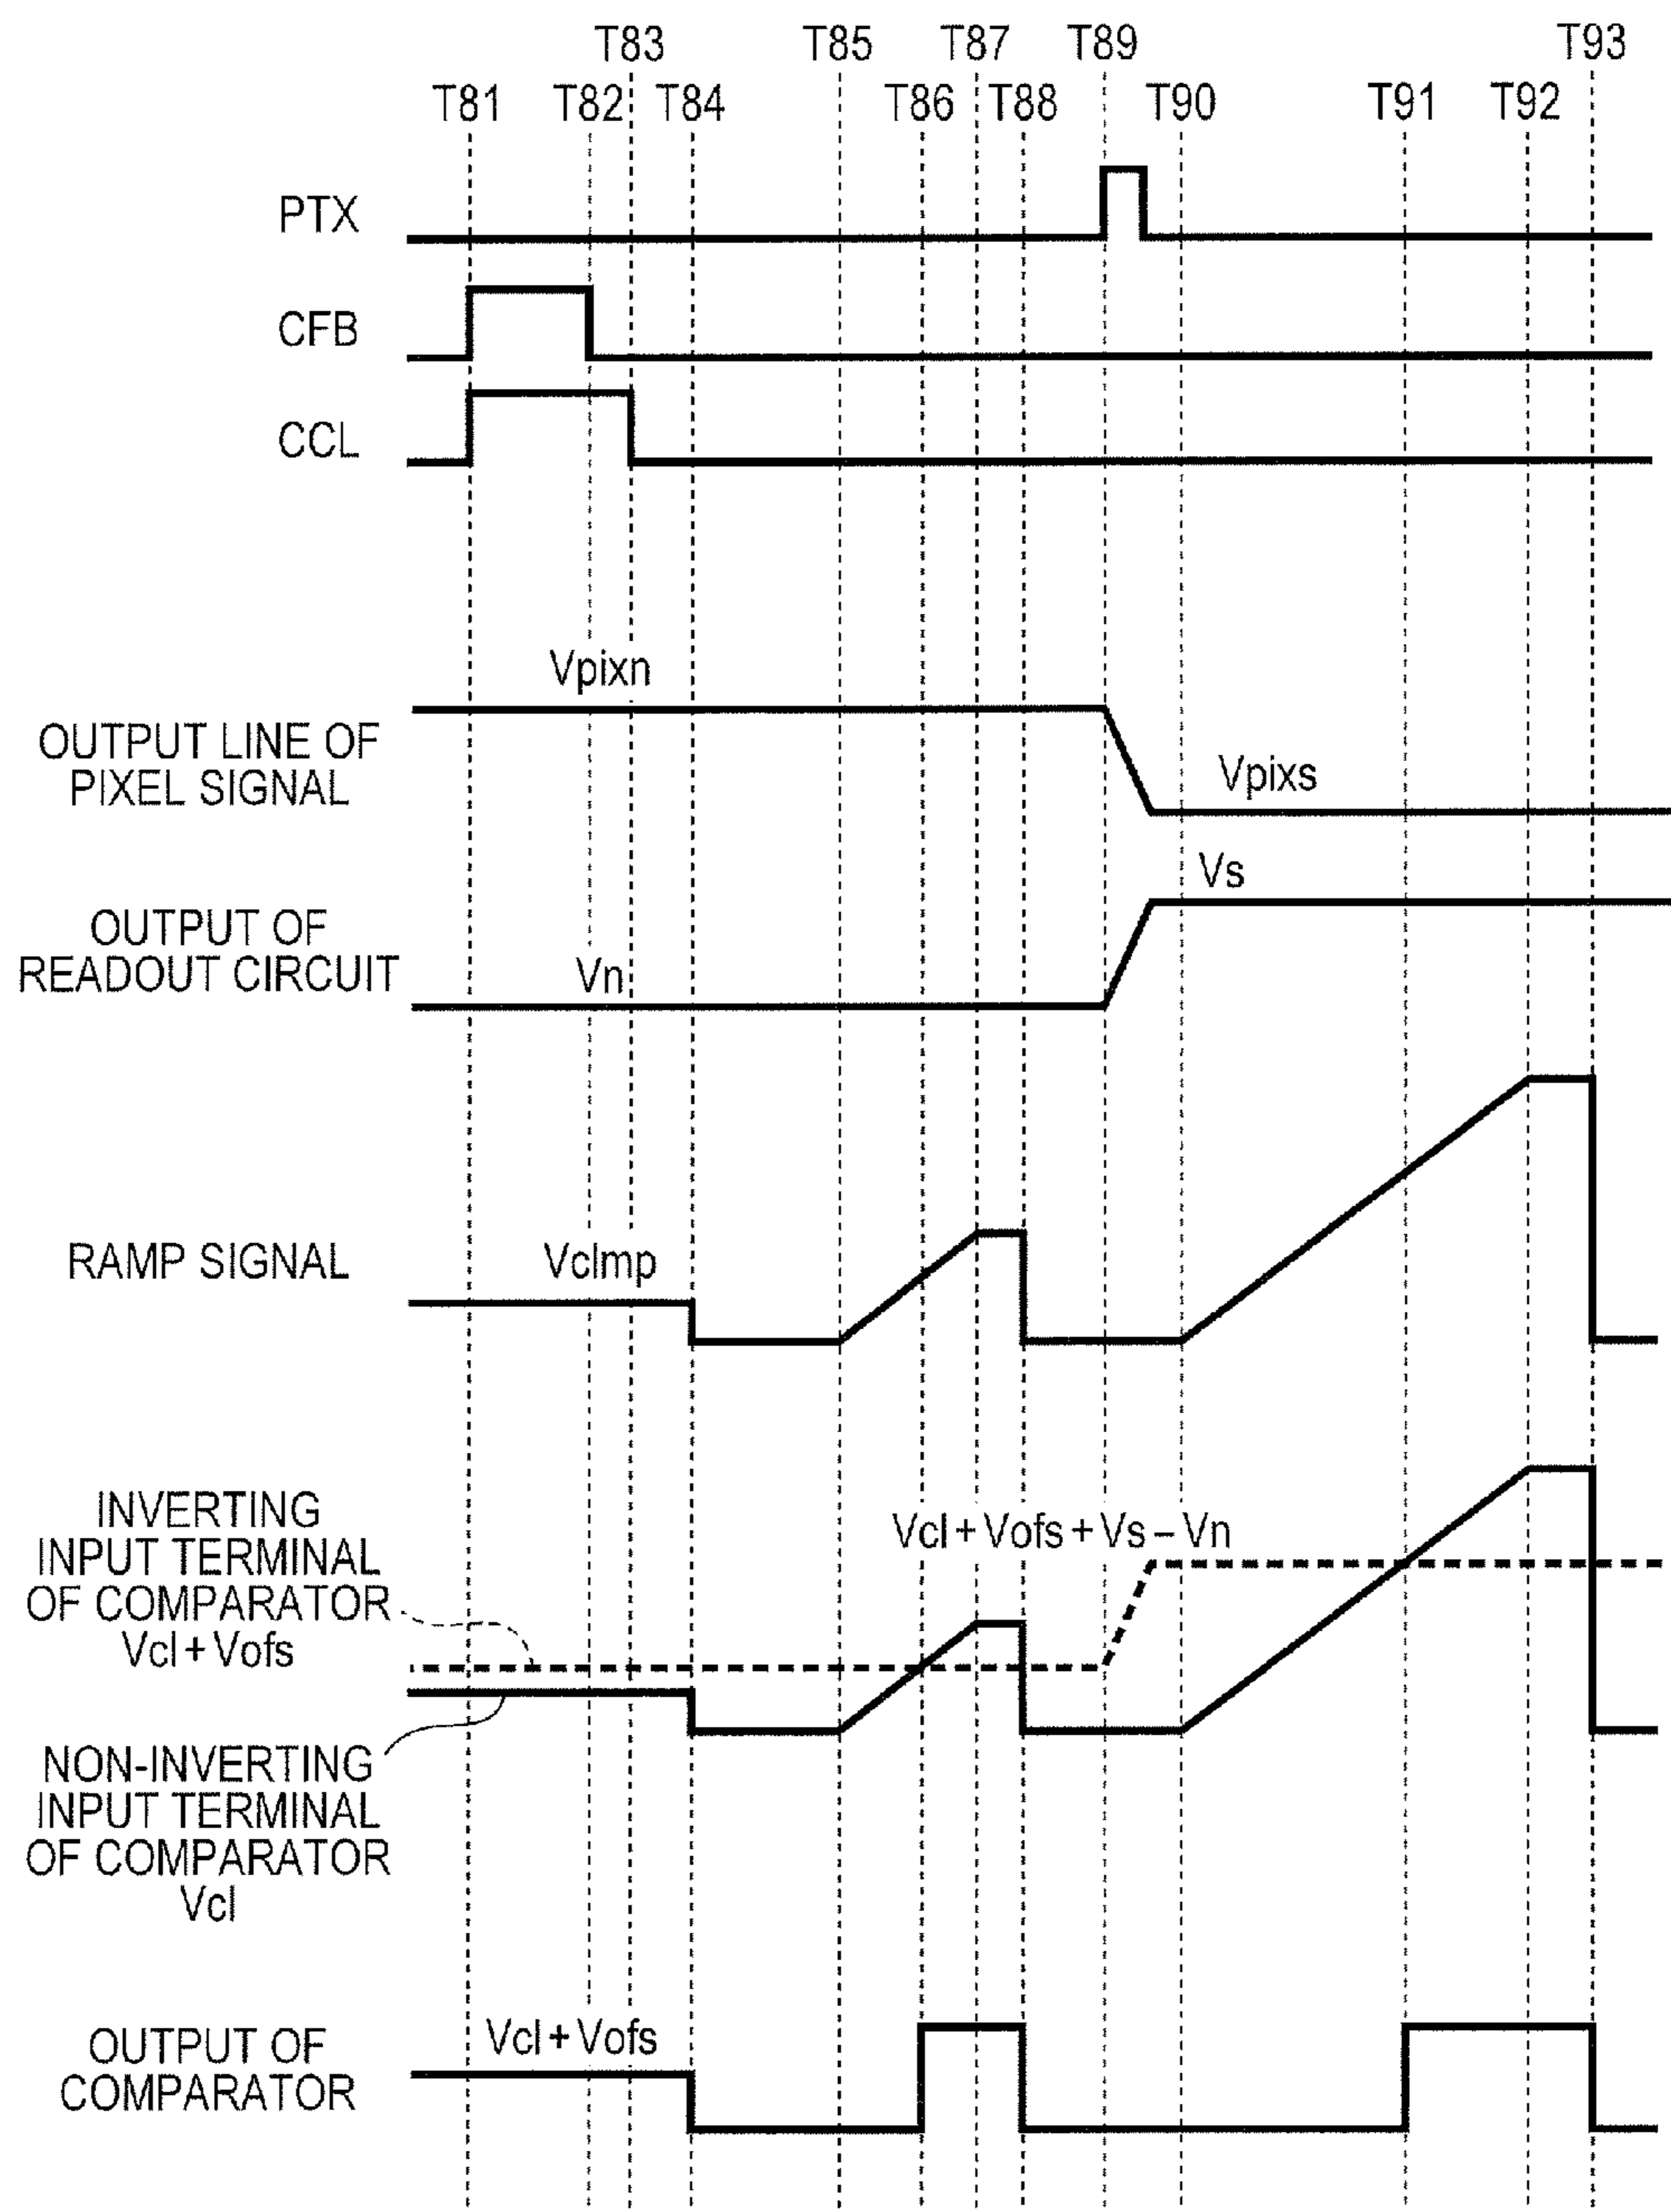 T83 T85 T87 T89 T93
T81 T82 T84 T86 T88 T90 T91 T92
PTX
CFB
CCL
Vpixn
OUTPUT LINE OF
PIXEL SIGNAL
Vpixs
Vs
OUTPUT OF
READOUT CIRCUIT
Vn
RAMP SIGNAL
Vclmp
INVERTING
INPUT TERMINAL
OF COMPARATOR
Vcl + Vofs
Vcl + Vofs + Vs – Vn
NON-INVERTING
INPUT TERMINAL
OF COMPARATOR
Vcl
OUTPUT OF
COMPARATOR
Vcl + Vofs